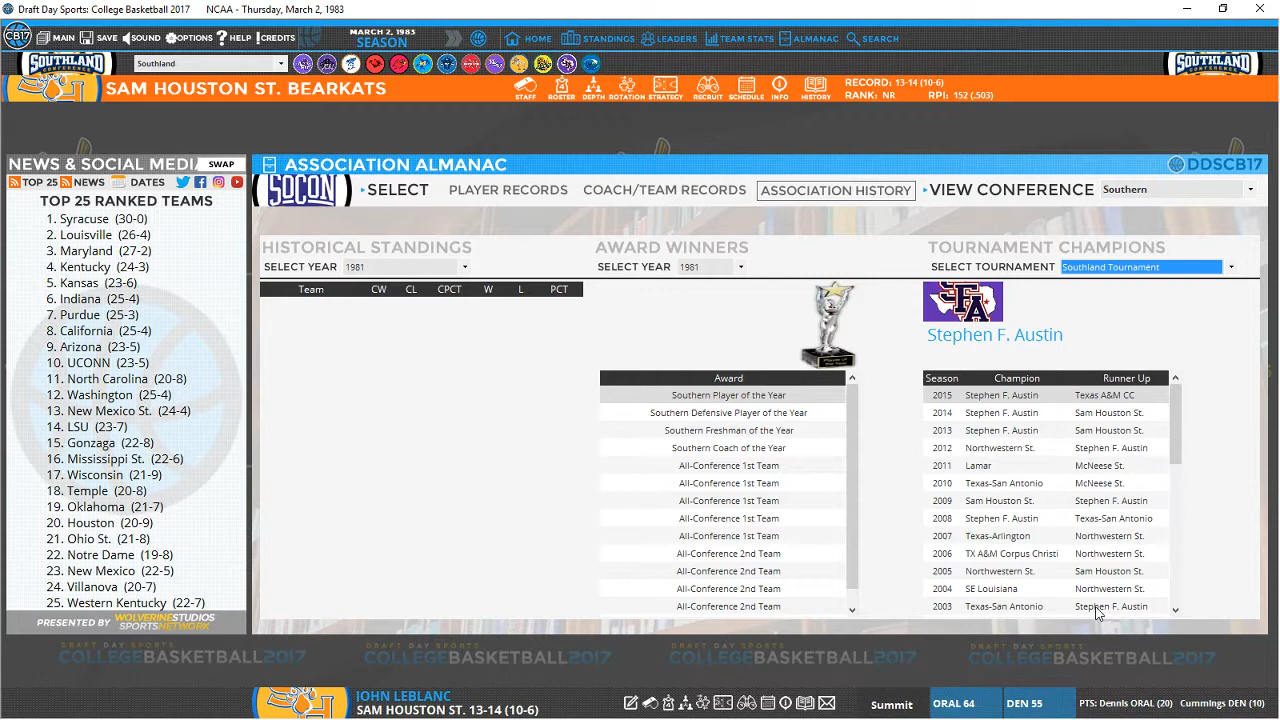 Draft Day Sports: College Basketball 2017 NCAA - Thursday, March 2, 1983
CB17 MAIN SAVE SOUND OPTIONS HELP CREDITS MARCH 2, 1983 SEASON HOME STANDINGS LEADERS TEAM STATS ALMANAC SEARCH
SOUTHLAND Southland SOUTHLAND
SAM HOUSTON ST. BEARKATS STAFF ROSTER DEPTH ROTATION STRATEGY RECRUIT SCHEDULE INFO HISTORY
RECORD: 13-14 (10-6)
RANK: NR RPI: 152 (.503)
NEWS & SOCIAL MEDIA SWAP
TOP 25 NEWS DATES
TOP 25 RANKED TEAMS
1. Syracuse (30-0)
2. Louisville (26-4)
3. Maryland (27-2)
4. Kentucky (24-3)
5. Kansas (23-6)
6. Indiana (25-4)
7. Purdue (25-3)
8. California (25-4)
9. Arizona (23-5)
10. UCONN (23-5)
11. North Carolina (20-8)
12. Washington (25-4)
13. New Mexico St. (24-4)
14. LSU (23-7)
15. Gonzaga (22-8)
16. Mississippi St. (22-6)
17. Wisconsin (21-9)
18. Temple (20-8)
19. Oklahoma (21-7)
20. Houston (20-9)
21. Ohio St. (21-8)
22. Notre Dame (19-8)
23. New Mexico (22-5)
24. Villanova (20-7)
25. Western Kentucky (22-7)
PRESENTED BY WOLVERINE STUDIOS SPORTS NETWORK
ASSOCIATION ALMANAC DDSCB17
SOCON SELECT PLAYER RECORDS COACH/TEAM RECORDS ASSOCIATION HISTORY VIEW CONFERENCE Southern
HISTORICAL STANDINGS
SELECT YEAR 1981
Team CW CL CPCT W L PCT
AWARD WINNERS
SELECT YEAR 1981
Award
Southern Player of the Year
Southern Defensive Player of the Year
Southern Freshman of the Year
Southern Coach of the Year
All-Conference 1st Team
All-Conference 1st Team
All-Conference 1st Team
All-Conference 1st Team
All-Conference 1st Team
All-Conference 2nd Team
All-Conference 2nd Team
All-Conference 2nd Team
All-Conference 2nd Team
TOURNAMENT CHAMPIONS
SELECT TOURNAMENT Southland Tournament
SFA
Stephen F. Austin
Season Champion Runner Up
2015 Stephen F. Austin Texas A&M CC
2014 Stephen F. Austin Sam Houston St.
2013 Stephen F. Austin Sam Houston St.
2012 Northwestern St. Stephen F. Austin
2011 Lamar McNeese St.
2010 Texas-San Antonio McNeese St.
2009 Sam Houston St. Stephen F. Austin
2008 Stephen F. Austin Texas-San Antonio
2007 Texas-Arlington Northwestern St.
2006 TX A&M Corpus Christi Northwestern St.
2005 Northwestern St. Sam Houston St.
2004 SE Louisiana Northwestern St.
2003 Texas-San Antonio Stephen F. Austin
DRAFT DAY SPORTS COLLEGEBASKETBALL2017 DRAFT DAY SPORTS COLLEGEBASKETBALL2017 DRAFT DAY SPORTS COLLEGEBASKETBALL2017 DRAFT DAY SPORTS COLLEGEBASKETBALL2017
JOHN LEBLANC
SAM HOUSTON ST. 13-14 (10-6)
Summit ORAL 64 DEN 55 PTS: Dennis ORAL (20) Cummings DEN (10)